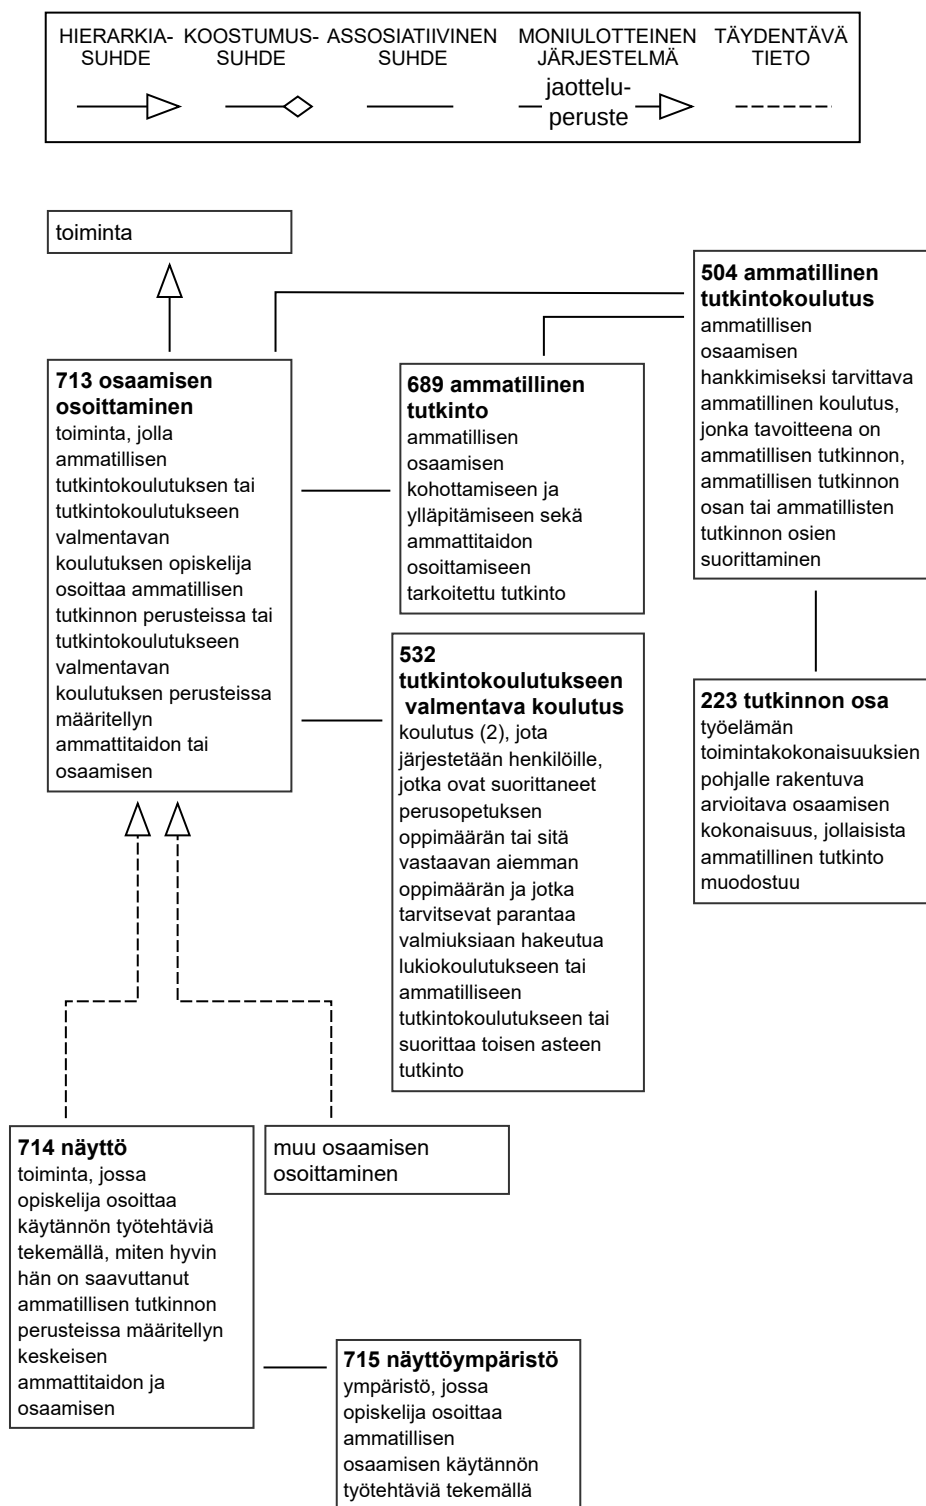 HIERARKIA-
SUHDE
KOOSTUMUS-
SUHDE
ASSOSIATIIVINEN
SUHDE
MONIULOTTEINEN
JÄRJESTELMÄ
jaottelu-
peruste
TÄYDENTÄVÄ
TIETO
toiminta
504 ammatillinen
tutkintokoulutus
ammatillisen
osaamisen
hankkimiseksi tarvittava
ammatillinen koulutus,
jonka tavoitteena on
ammatillisen tutkinnon,
ammatillisen tutkinnon
osan tai ammatillisten
tutkinnon osien
suorittaminen
713 osaamisen
osoittaminen
toiminta, jolla
ammatillisen
tutkintokoulutuksen tai
tutkintokoulutukseen
valmentavan
koulutuksen opiskelija
osoittaa ammatillisen
tutkinnon perusteissa tai
tutkintokoulutukseen
valmentavan
koulutuksen perusteissa
määritellyn
ammattitaidon tai
osaamisen
689 ammatillinen
tutkinto
ammatillisen
osaamisen
kohottamiseen ja
ylläpitämiseen sekä
ammattitaidon
osoittamiseen
tarkoitettu tutkinto
532
tutkintokoulutukseen
valmentava koulutus
koulutus (2), jota
järjestetään henkilöille,
jotka ovat suorittaneet
perusopetuksen
oppimäärän tai sitä
vastaavan aiemman
oppimäärän ja jotka
tarvitsevat parantaa
valmiuksiaan hakeutua
lukiokoulutukseen tai
ammatilliseen
tutkintokoulutukseen tai
suorittaa toisen asteen
tutkinto
223 tutkinnon osa
työelämän
toimintakokonaisuuksien
pohjalle rakentuva
arvioitava osaamisen
kokonaisuus, jollaisista
ammatillinen tutkinto
muodostuu
714 näyttö
toiminta, jossa
opiskelija osoittaa
käytännön työtehtäviä
tekemällä, miten hyvin
hän on saavuttanut
ammatillisen tutkinnon
perusteissa määritellyn
keskeisen
ammattitaidon ja
osaamisen
muu osaamisen
osoittaminen
715 näyttöympäristö
ympäristö, jossa
opiskelija osoittaa
ammatillisen
osaamisen käytännön
työtehtäviä tekemällä